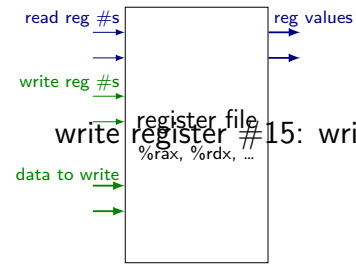 read reg #s
reg values
write reg #s
register file
write register #15: wri
%rax, %rdx, ...
data to write